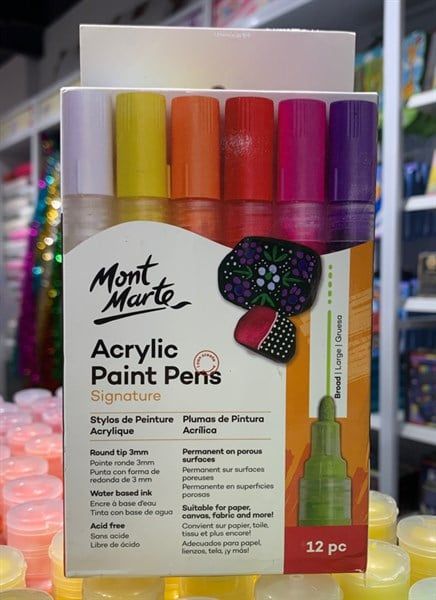 Mont
Marte
Acrylic
Paint Pens
Signature
Stylos de Peinture
Acrylique
Plumas de Pintura
Acrílica
Round tip 3mm
Pointe ronde 3mm
Punta con forma de
redonda de 3 mm
Water based ink
Encre à base d'eau
Tinta con base de agua
Acid free
Sans acide
Libre de ácido
Permanent on porous
surfaces
Permanent sur surfaces
poreuses
Permanente en superficies
porosas
Suitable for paper,
canvas, fabric and more!
Convient sur papier, toile,
tissu et plus encore!
Adecuados para papel,
lienzos, tela, ¡y más!
Broad | Large | Gruesa
12 pc